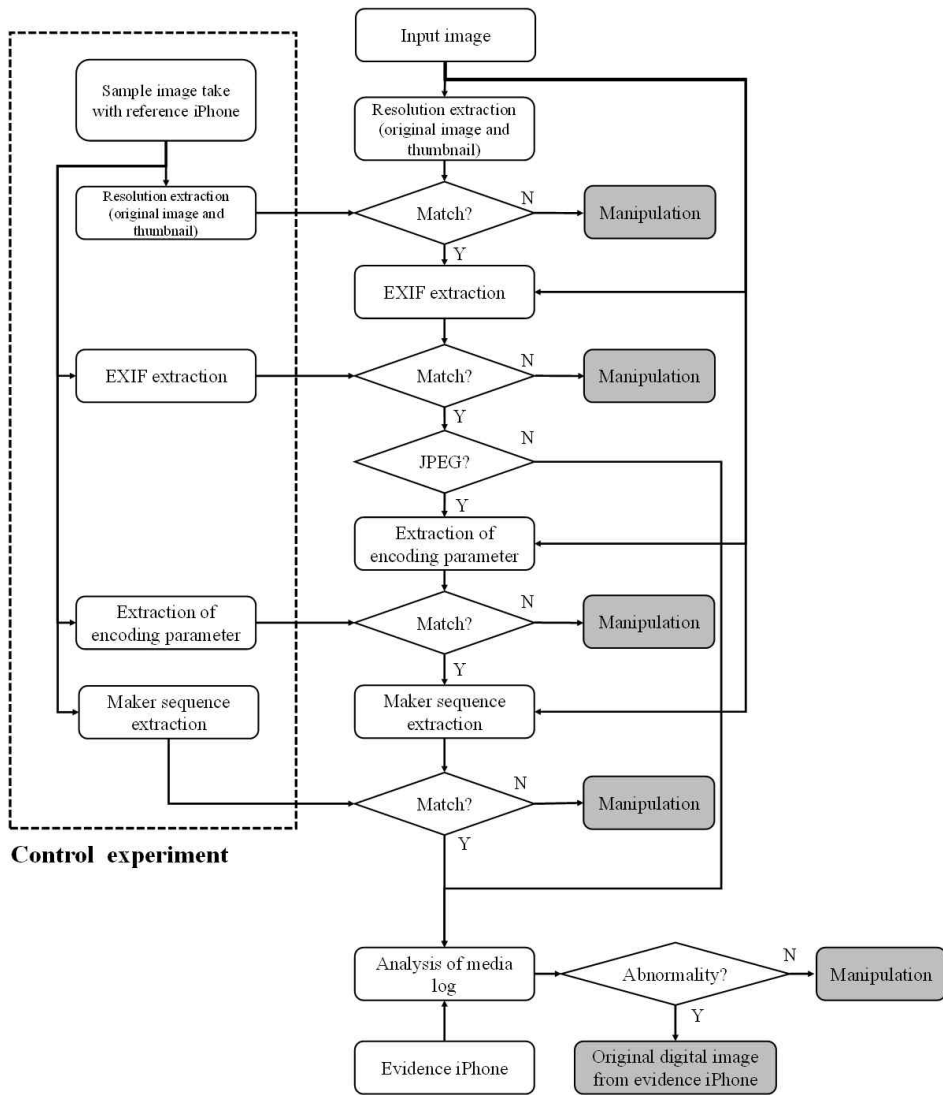 Input image
Sample image take
with reference iPhone
Resolution extraction
(original image and
thumbnail)
Resolution extraction
(original image and
thumbnail)
Match?
N
Manipulation
Y
EXIF extraction
EXIF extraction
Match?
N
Manipulation
Y
JPEG?
N
Y
Extraction of
encoding parameter
Extraction of
encoding parameter
Match?
N
Manipulation
Y
Maker sequence
extraction
Maker sequence
extraction
Match?
N
Manipulation
Y
Control experiment
Analysis of media
log
Abnormality?
N
Manipulation
Y
Evidence iPhone
Original digital image
from evidence iPhone